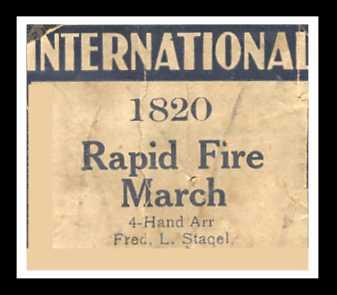 INTERNATIONAL
1820
Rapid Fire
March
4-Hand Arr
Fred. L. Stagel